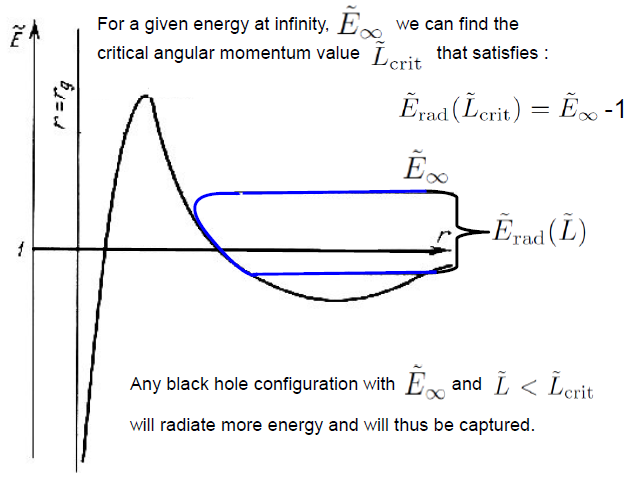 For a given energy at infinity, Ẽ∞ we can find the
critical angular momentum value L̃crit that satisfies :
Ẽrad(L̃crit) = Ẽ∞ -1
Ẽ
r=rg
Ẽ∞
1
r
Ẽrad(L̃)
Any black hole configuration with Ẽ∞ and L̃ < L̃crit
will radiate more energy and will thus be captured.